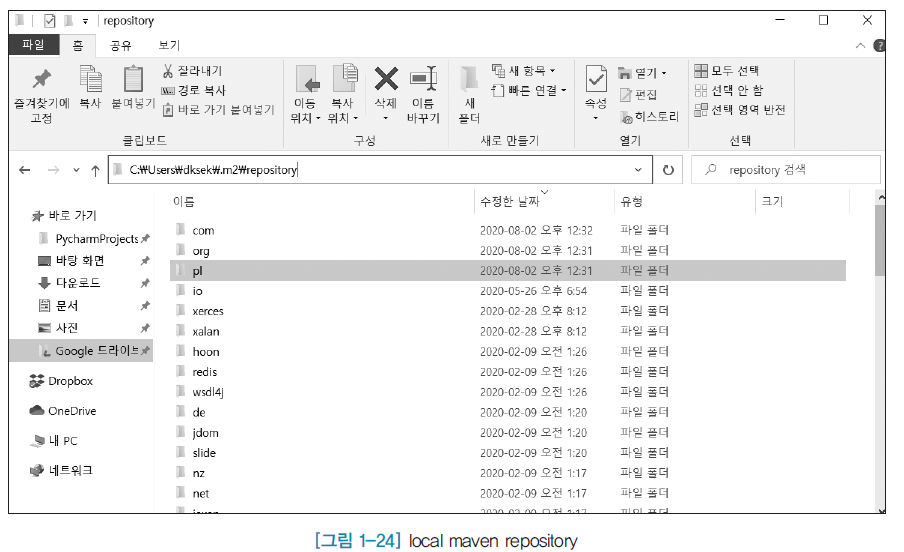 repository
파일 홈 공유 보기
즐겨찾기에 고정
복사
붙여넣기
잘라내기
경로 복사
바로 가기 붙여넣기
클립보드
이동 위치
복사 위치
삭제
이름 바꾸기
구성
새 폴더
새 항목
빠른 연결
새로 만들기
속성
열기
편집
히스토리
열기
모두 선택
선택 안 함
선택 영역 반전
선택
C:₩Users₩dksek₩.m2₩repository
repository 검색
바로 가기
PycharmProjects
바탕 화면
다운로드
문서
사진
Google 드라이브
Dropbox
OneDrive
내 PC
네트워크
이름 수정한 날짜 유형 크기
com 2020-08-02 오후 12:32 파일 폴더
org 2020-08-02 오후 12:31 파일 폴더
pl 2020-08-02 오후 12:31 파일 폴더
io 2020-05-26 오후 6:54 파일 폴더
xerces 2020-02-28 오후 8:12 파일 폴더
xalan 2020-02-28 오후 8:12 파일 폴더
hoon 2020-02-09 오전 1:26 파일 폴더
redis 2020-02-09 오전 1:26 파일 폴더
wsdl4j 2020-02-09 오전 1:26 파일 폴더
de 2020-02-09 오전 1:20 파일 폴더
jdom 2020-02-09 오전 1:20 파일 폴더
slide 2020-02-09 오전 1:20 파일 폴더
nz 2020-02-09 오전 1:17 파일 폴더
net 2020-02-09 오전 1:17 파일 폴더
[그림 1-24] local maven repository